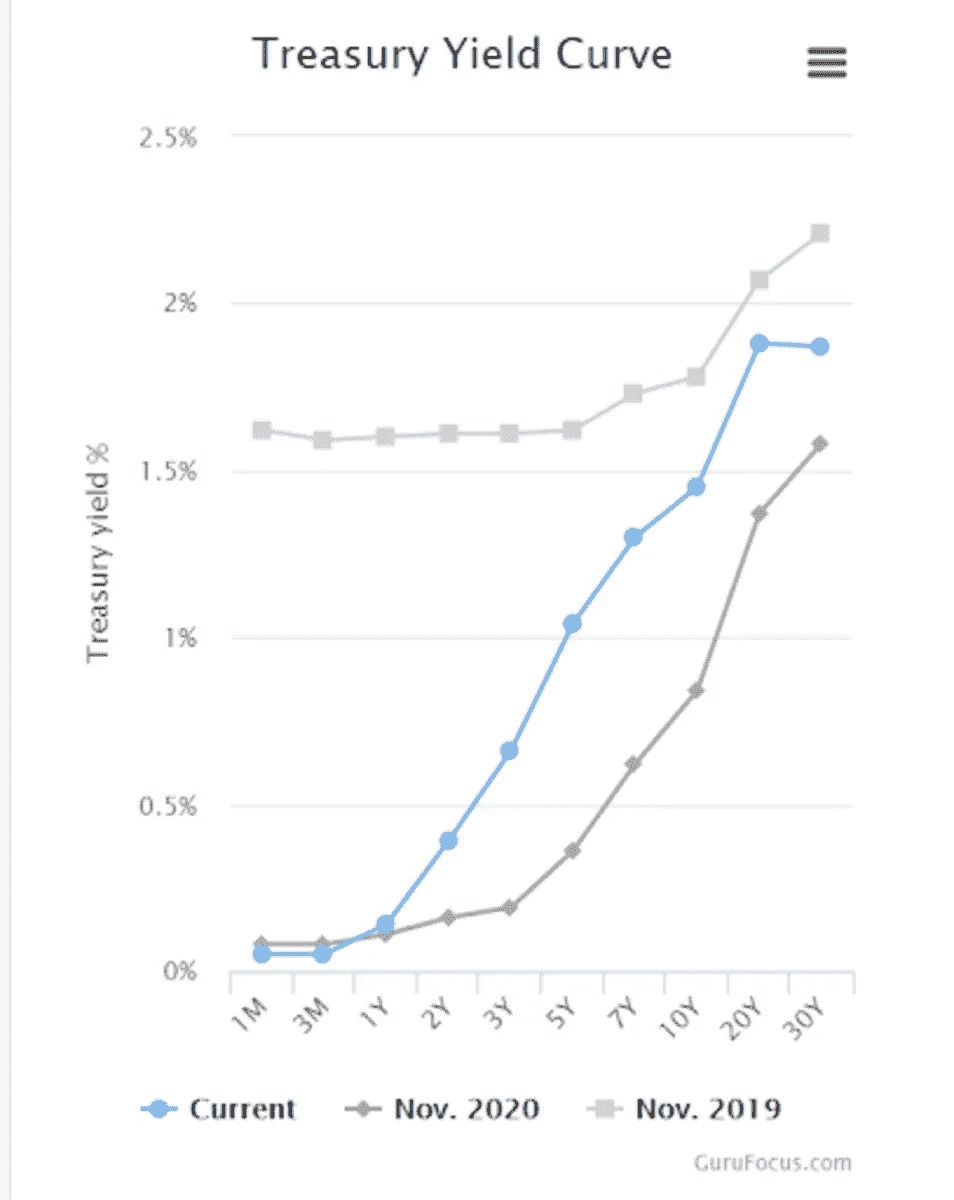 Treasury Yield Curve
2.5%
2%
1.5%
1%
0.5%
0%
Treasury yield %
1M 3M 1Y 2Y 3Y 5Y 7Y 10Y 20Y 30Y
Current Nov. 2020 Nov. 2019
GuruFocus.com